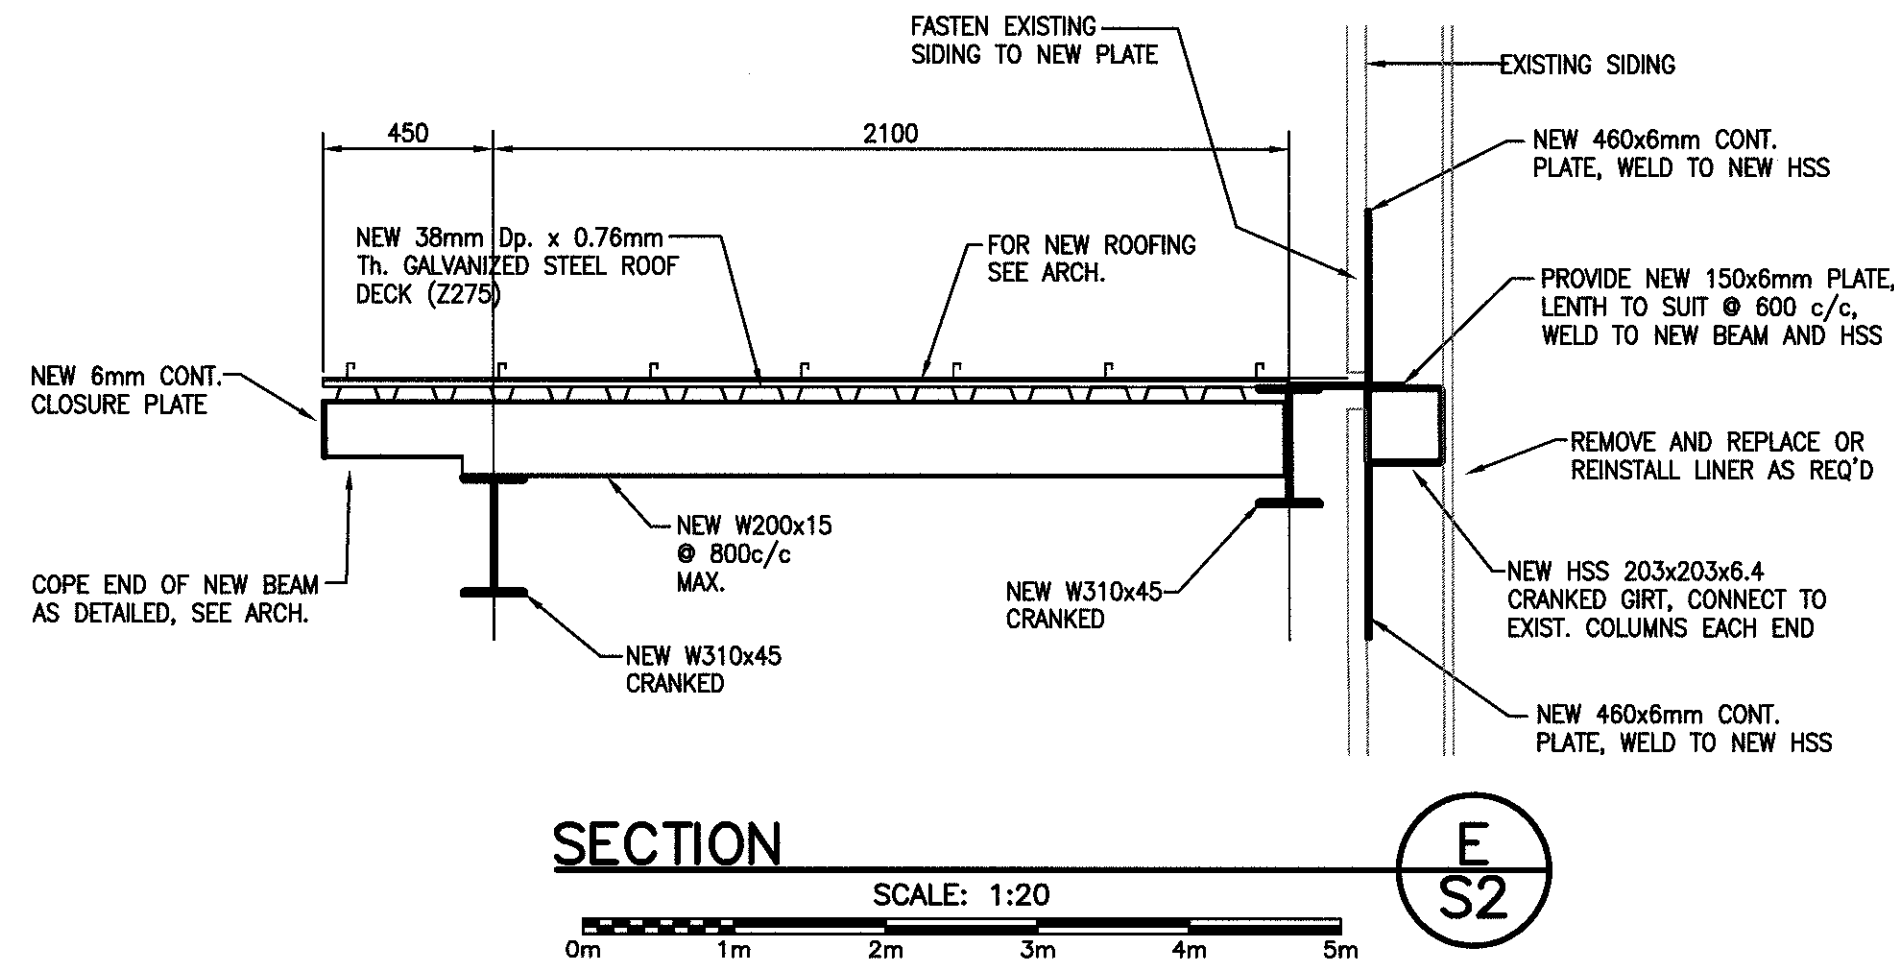 FASTEN EXISTING
SIDING TO NEW PLATE
EXISTING SIDING
450
2100
NEW 460x6mm CONT.
PLATE, WELD TO NEW HSS
NEW 38mm Dp. x 0.76mm
Th. GALVANIZED STEEL ROOF
DECK (Z275)
FOR NEW ROOFING
SEE ARCH.
PROVIDE NEW 150x6mm PLATE,
LENTH TO SUIT @ 600 c/c,
WELD TO NEW BEAM AND HSS
NEW 6mm CONT.
CLOSURE PLATE
REMOVE AND REPLACE OR
REINSTALL LINER AS REQ'D
NEW W200x15
@ 800c/c
MAX.
COPE END OF NEW BEAM
AS DETAILED, SEE ARCH.
NEW W310x45
CRANKED
NEW HSS 203x203x6.4
CRANKED GIRT, CONNECT TO
EXIST. COLUMNS EACH END
NEW W310x45
CRANKED
NEW 460x6mm CONT.
PLATE, WELD TO NEW HSS
SECTION
E
S2
SCALE: 1:20
0m 1m 2m 3m 4m 5m